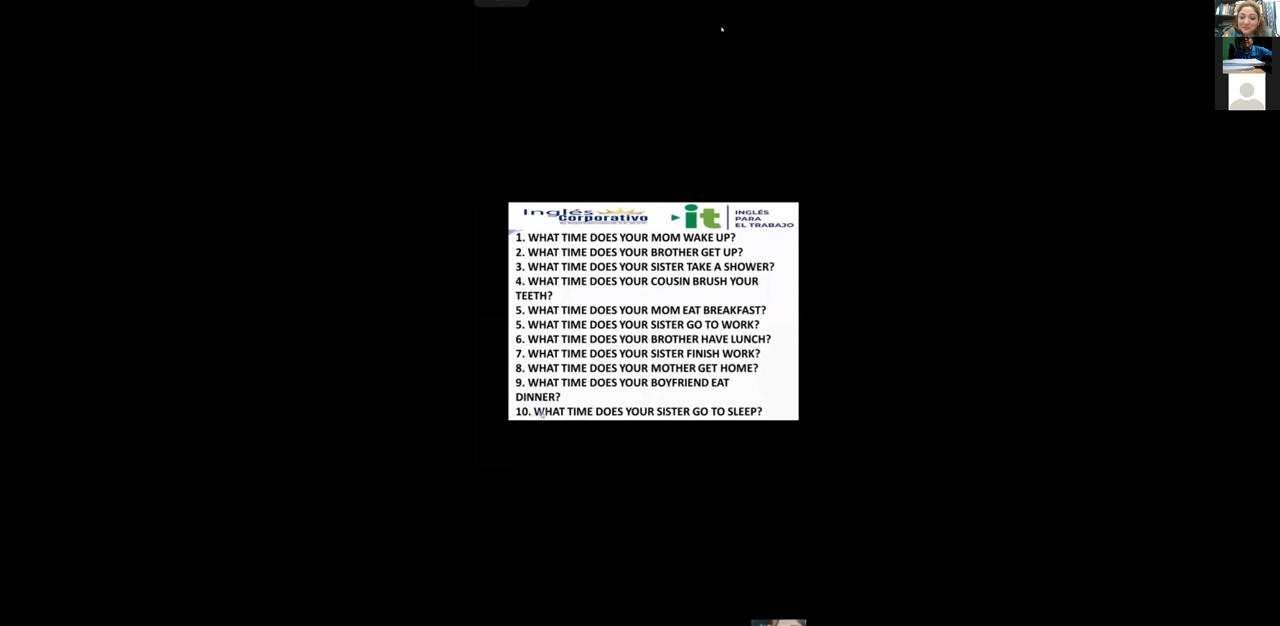 Inglés
Corporativo
it
INGLÉS
PARA
EL TRABAJO
1. WHAT TIME DOES YOUR MOM WAKE UP?
2. WHAT TIME DOES YOUR BROTHER GET UP?
3. WHAT TIME DOES YOUR SISTER TAKE A SHOWER?
4. WHAT TIME DOES YOUR COUSIN BRUSH YOUR
TEETH?
5. WHAT TIME DOES YOUR MOM EAT BREAKFAST?
5. WHAT TIME DOES YOUR SISTER GO TO WORK?
6. WHAT TIME DOES YOUR BROTHER HAVE LUNCH?
7. WHAT TIME DOES YOUR SISTER FINISH WORK?
8. WHAT TIME DOES YOUR MOTHER GET HOME?
9. WHAT TIME DOES YOUR BOYFRIEND EAT
DINNER?
10. WHAT TIME DOES YOUR SISTER GO TO SLEEP?